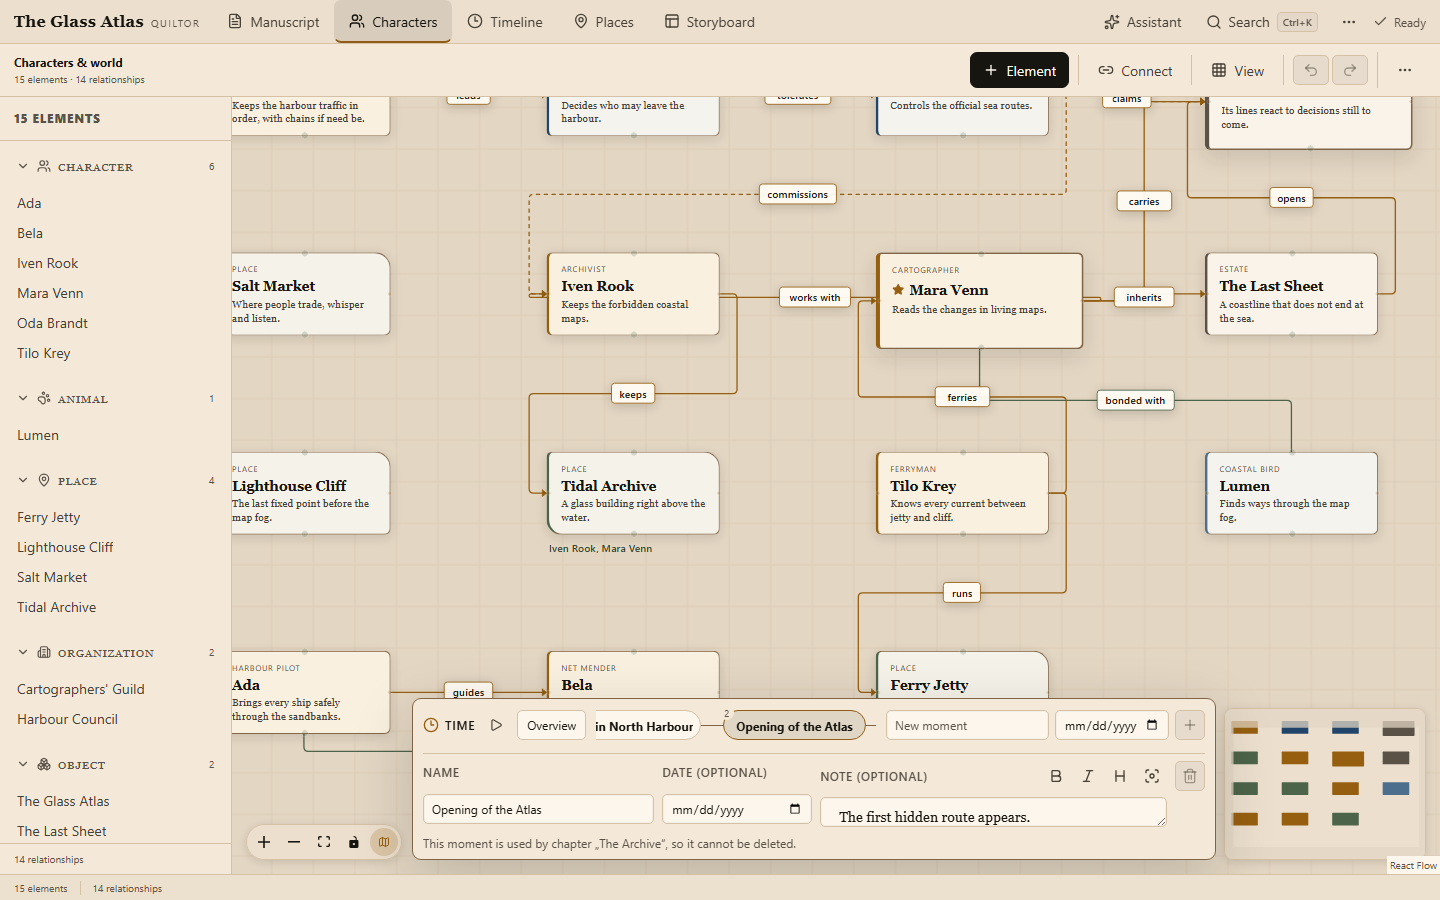 The Glass Atlas QUILTOR
Manuscript
Characters
Timeline
Places
Storyboard
Assistant
Search Ctrl+K
Ready
Characters & world
15 elements · 14 relationships
Element
Connect
View
15 ELEMENTS
CHARACTER 6
Ada
Bela
Iven Rook
Mara Venn
Oda Brandt
Tilo Krey
ANIMAL 1
Lumen
PLACE 4
Ferry Jetty
Lighthouse Cliff
Salt Market
Tidal Archive
ORGANIZATION 2
Cartographers' Guild
Harbour Council
OBJECT 2
The Glass Atlas
The Last Sheet
14 relationships
15 elements
14 relationships
Keeps the harbour traffic in
order, with chains if need be.
Decides who may leave the
harbour.
Controls the official sea routes.
claims
Its lines react to decisions still to
come.
commissions
carries
opens
PLACE
Salt Market
Where people trade, whisper
and listen.
ARCHIVIST
Iven Rook
Keeps the forbidden coastal
maps.
works with
CARTOGRAPHER
Mara Venn
Reads the changes in living maps.
inherits
ESTATE
The Last Sheet
A coastline that does not end at
the sea.
keeps
ferries
bonded with
PLACE
Lighthouse Cliff
The last fixed point before the
map fog.
PLACE
Tidal Archive
A glass building right above the
water.
Iven Rook, Mara Venn
FERRYMAN
Tilo Krey
Knows every current between
jetty and cliff.
COASTAL BIRD
Lumen
Finds ways through the map
fog.
runs
HARBOUR PILOT
Ada
Brings every ship safely
through the sandbanks.
guides
NET MENDER
Bela
PLACE
Ferry Jetty
TIME
Overview
in North Harbour
2
Opening of the Atlas
New moment
mm/dd/yyyy
NAME
DATE (OPTIONAL)
NOTE (OPTIONAL)
B I H
Opening of the Atlas
mm/dd/yyyy
The first hidden route appears.
This moment is used by chapter „The Archive“, so it cannot be deleted.
React Flow